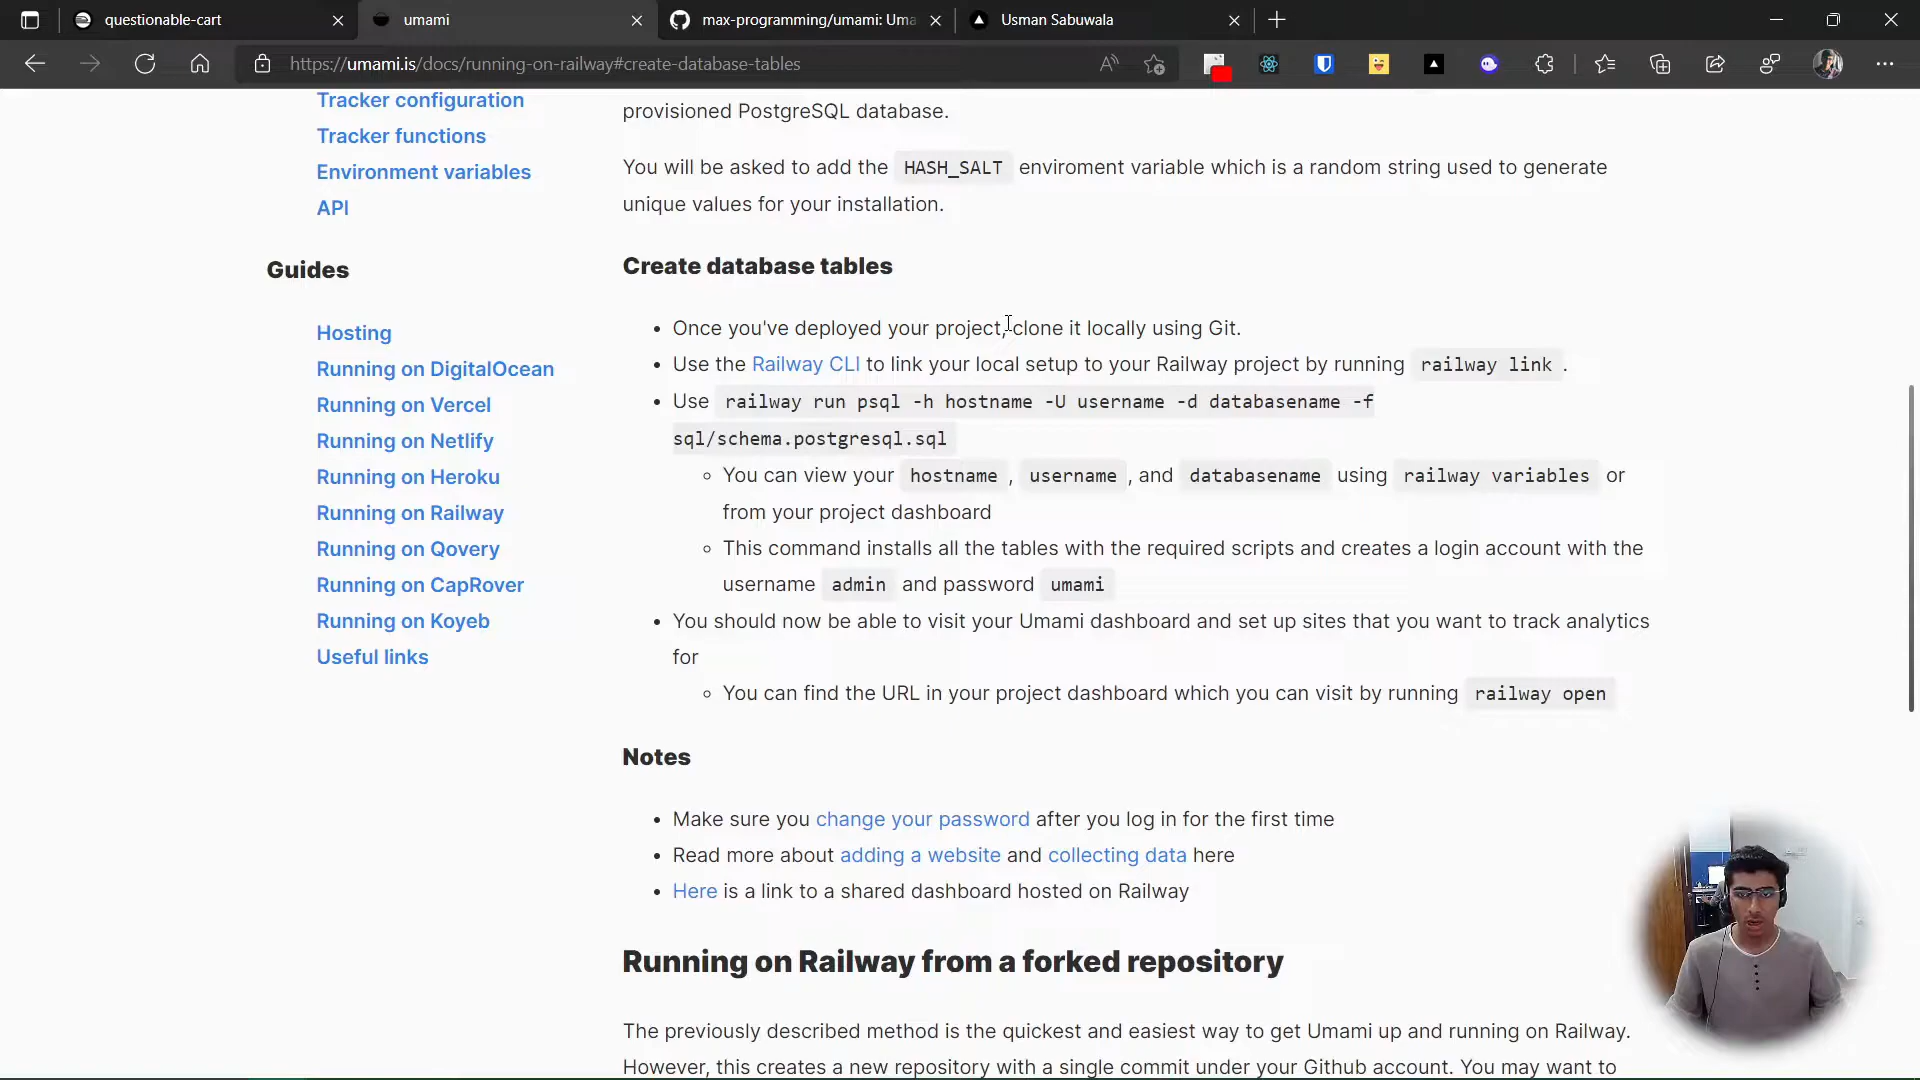 questionable-cart
umami
max-programming/umami: Uma
Usman Sabuwala
https://umami.is/docs/running-on-railway#create-database-tables
Tracker configuration
Tracker functions
Environment variables
API
Guides
Hosting
Running on DigitalOcean
Running on Vercel
Running on Netlify
Running on Heroku
Running on Railway
Running on Qovery
Running on CapRover
Running on Koyeb
Useful links
provisioned PostgreSQL database.
You will be asked to add the HASH_SALT enviroment variable which is a random string used to generate
unique values for your installation.
Create database tables
Once you've deployed your project, clone it locally using Git.
Use the Railway CLI to link your local setup to your Railway project by running railway link .
Use railway run psql -h hostname -U username -d databasename -f
sql/schema.postgresql.sql
You can view your hostname , username , and databasename using railway variables or
from your project dashboard
This command installs all the tables with the required scripts and creates a login account with the
username admin and password umami
You should now be able to visit your Umami dashboard and set up sites that you want to track analytics
for
You can find the URL in your project dashboard which you can visit by running railway open
Notes
Make sure you change your password after you log in for the first time
Read more about adding a website and collecting data here
Here is a link to a shared dashboard hosted on Railway
Running on Railway from a forked repository
The previously described method is the quickest and easiest way to get Umami up and running on Railway.
However, this creates a new repository with a single commit under your Github account. You may want to